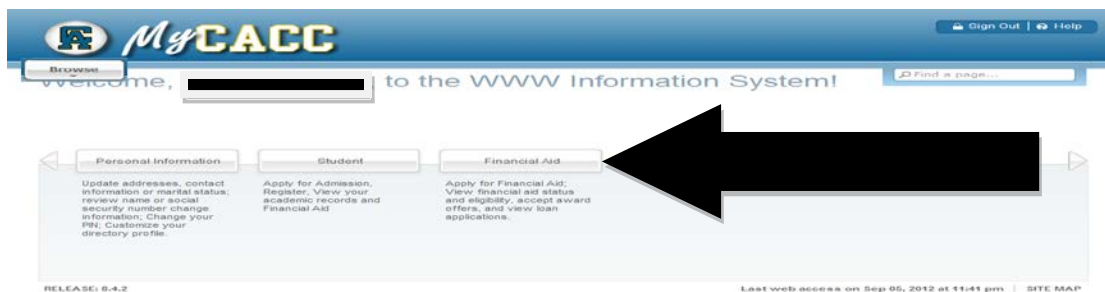 MyCACC
Sign Out | Help
Browse
Welcome, , to the WWW Information System!
Find a page...
Personal Information
Student
Financial Aid
Update addresses, contact
information or marital status;
review name or social
security number change
information; Change your
PIN; Customize your
directory profile.
Apply for Admission,
Register, View your
academic records and
Financial Aid
Apply for Financial Aid;
View financial aid status
and eligibility, accept award
offers, and view loan
applications.
RELEASE: 8.4.2
Last web access on Sep 05, 2012 at 11:41 pm | SITE MAP